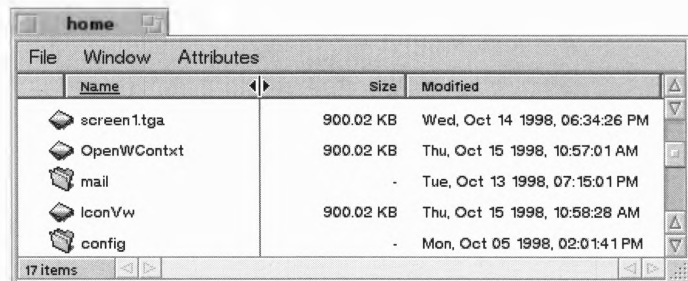 home
File Window Attributes
Name Size Modified
screen1.tga 900.02 KB Wed, Oct 14 1998, 06:34:26 PM
OpenWContxt 900.02 KB Thu, Oct 15 1998, 10:57:01 AM
mail - Tue, Oct 13 1998, 07:15:01 PM
IconVw 900.02 KB Thu, Oct 15 1998, 10:58:28 AM
config - Mon, Oct 05 1998, 02:01:41 PM
17 items